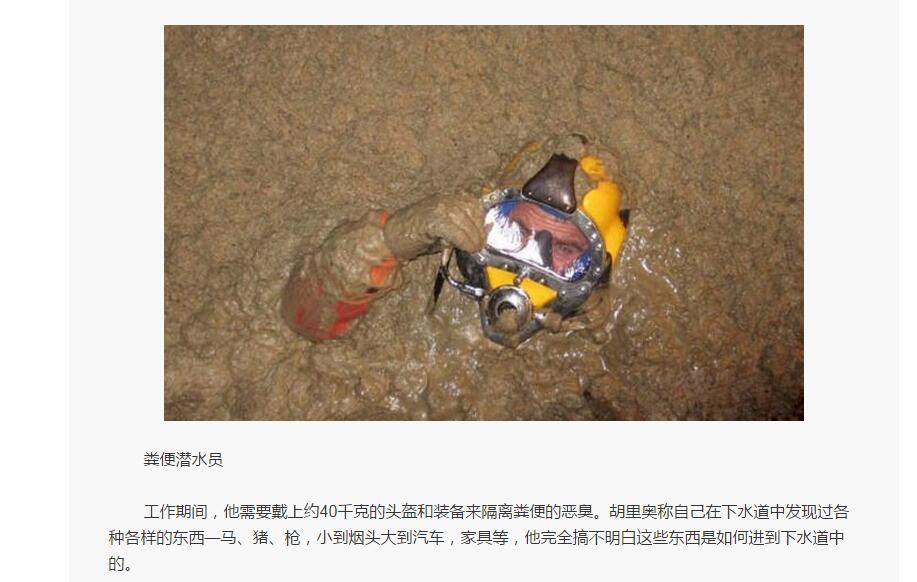 粪便潜水员
工作期间，他需要戴上约40千克的头盔和装备来隔离粪便的恶臭。胡里奥称自己在下水道中发现过各
种各样的东西—马、猪、枪，小到烟头大到汽车，家具等，他完全搞不明白这些东西是如何进到下水道中
的。